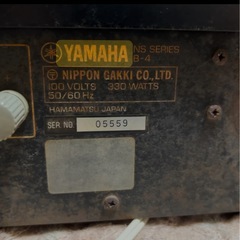 YAMAHA NS SERIES
B-4
NIPPON GAKKI CO., LTD.
100 VOLTS 330 WATTS
50/60 Hz
HAMAMATSU JAPAN
SER NO 05559